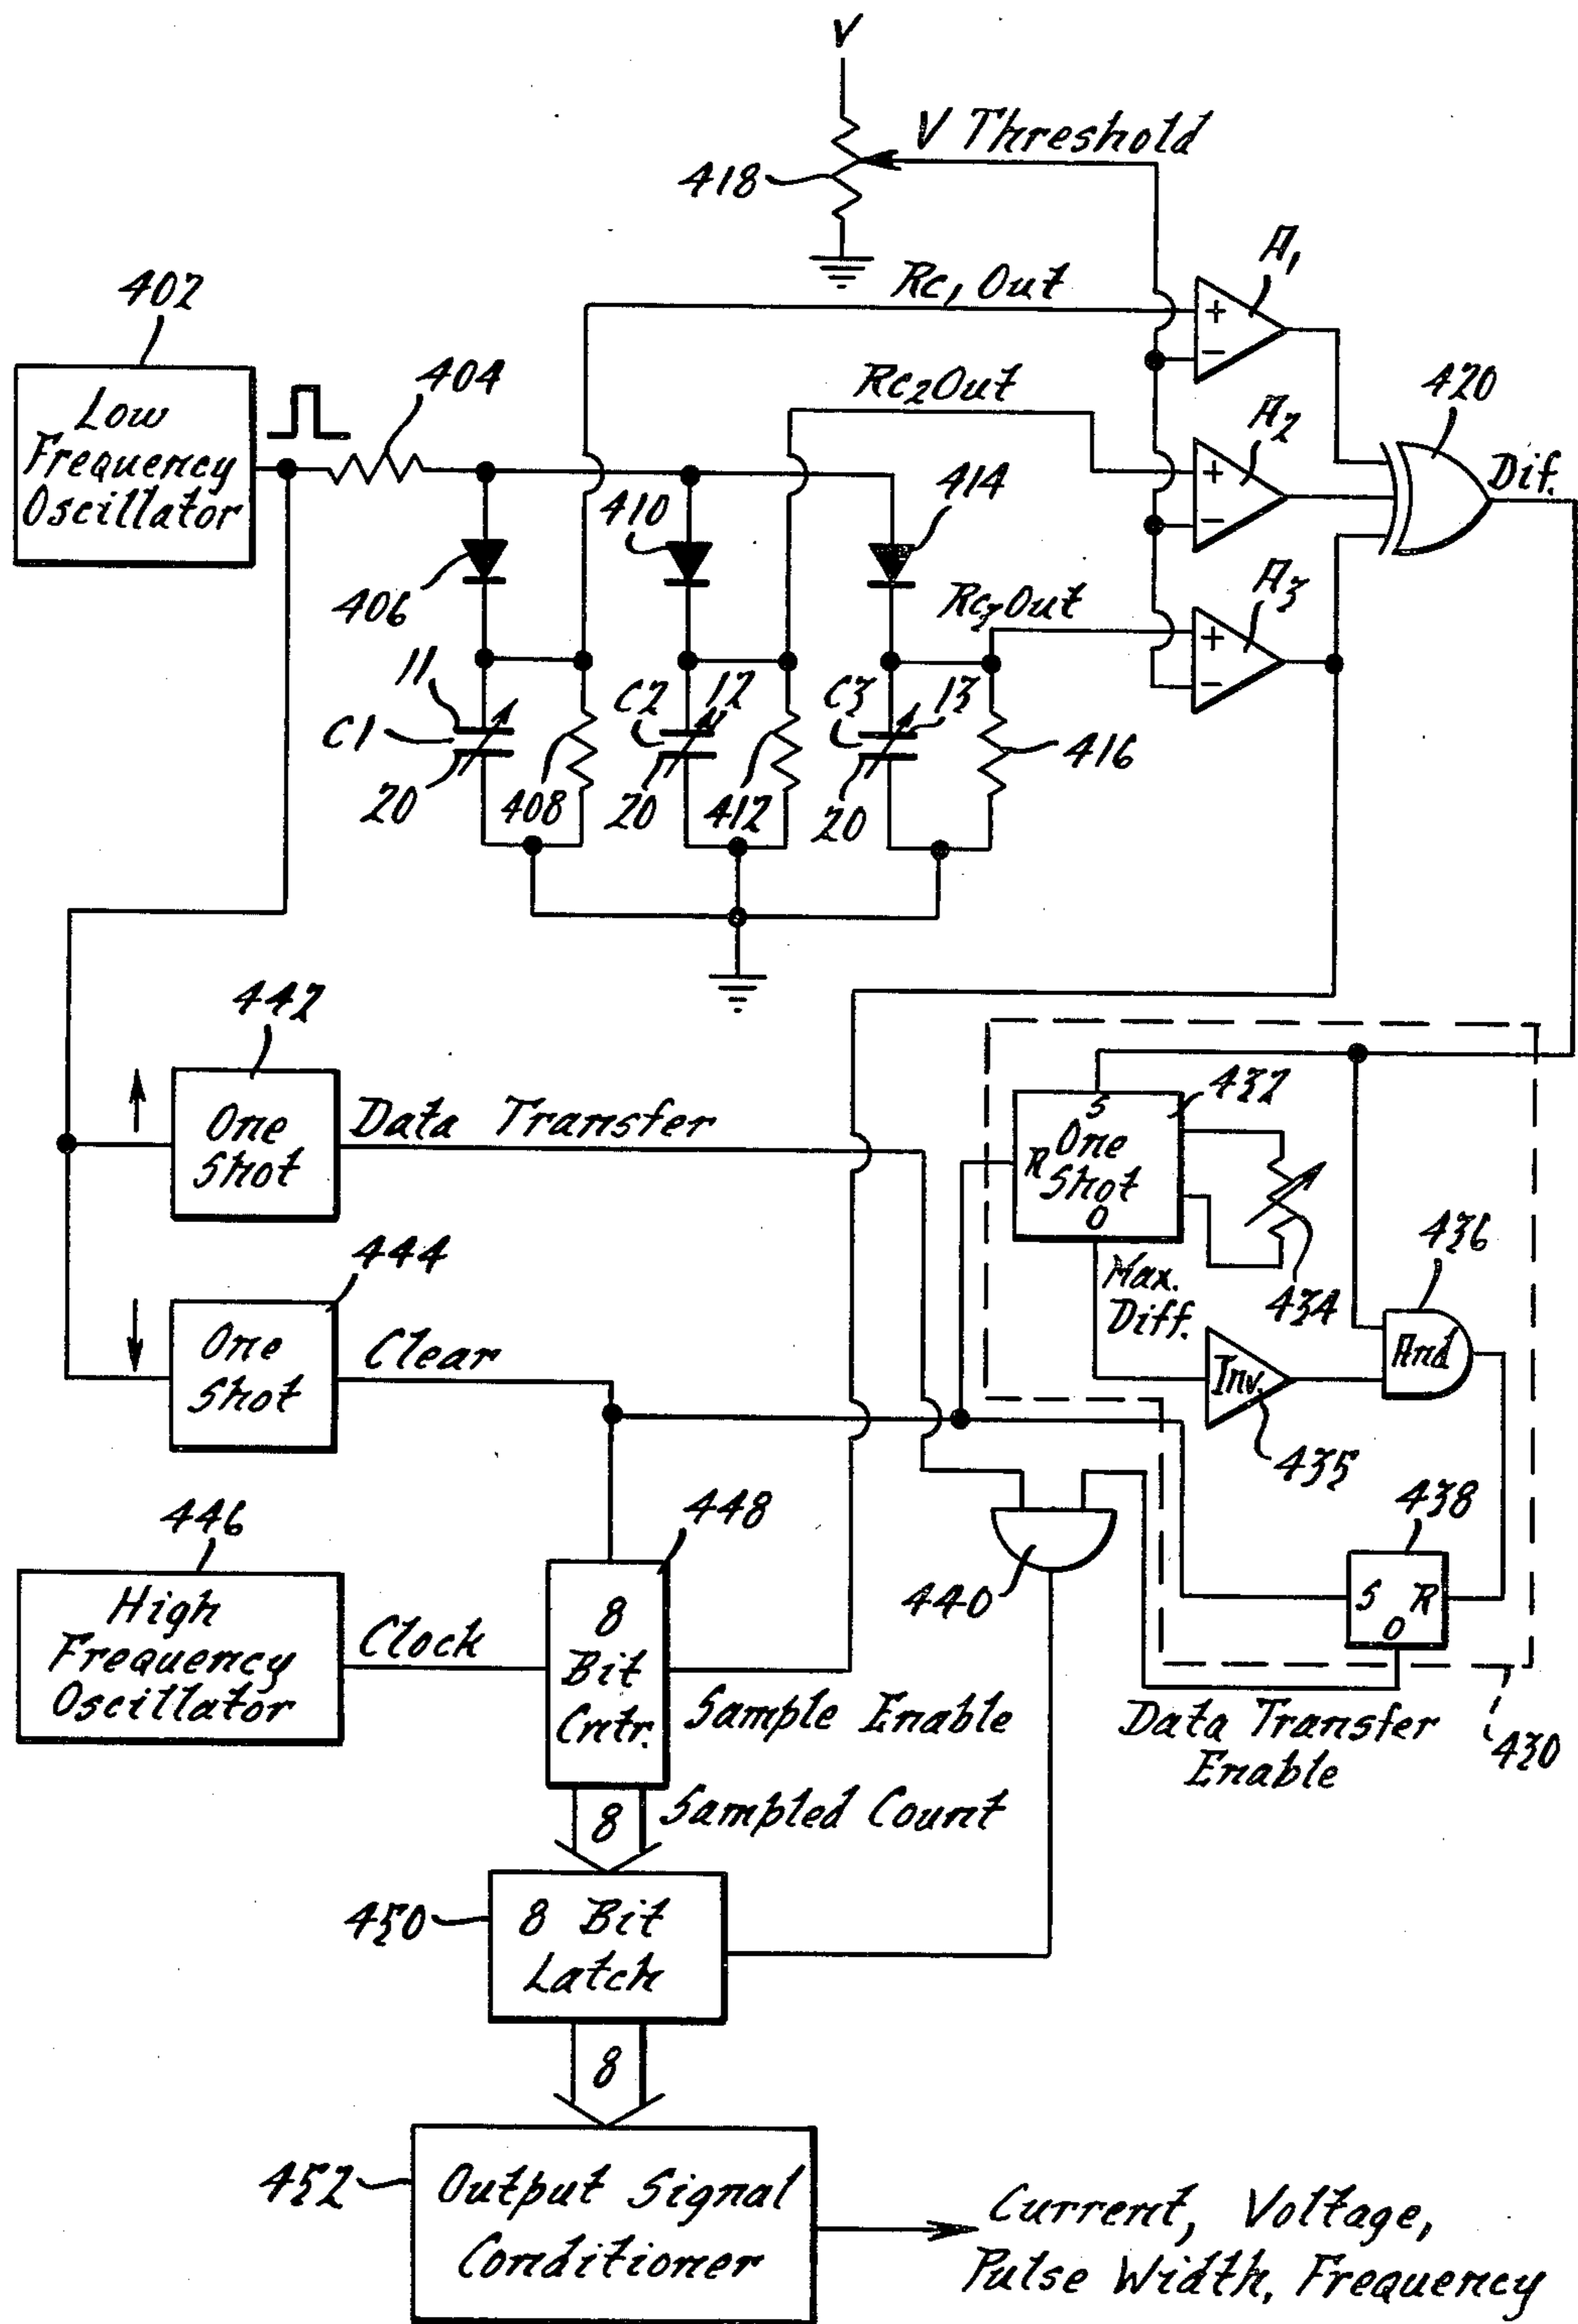 V
V Threshold
418
A1
Rc1 Out
402
404
Rc2Out
420
A2
Low
Frequency
Oscillator
Dif.
410
414
406
Rc3Out
A3
11
C1
20
408
C2
12
20
412
C3
13
20
416
+
−
+
−
+
−
442
One
Shot
Data Transfer
432
S
One
R Shot
O
436
444
One
Shot
Clear
Max.
Diff.
434
And
Inv.
435
446
448
438
High
Frequency
Oscillator
Clock
8
Bit
Cntr.
440
S R
O
Sample Enable
Data Transfer
Enable
430
8
Sampled Count
450
8 Bit
Latch
8
452
Output Signal
Conditioner
Current, Voltage,
Pulse Width, Frequency